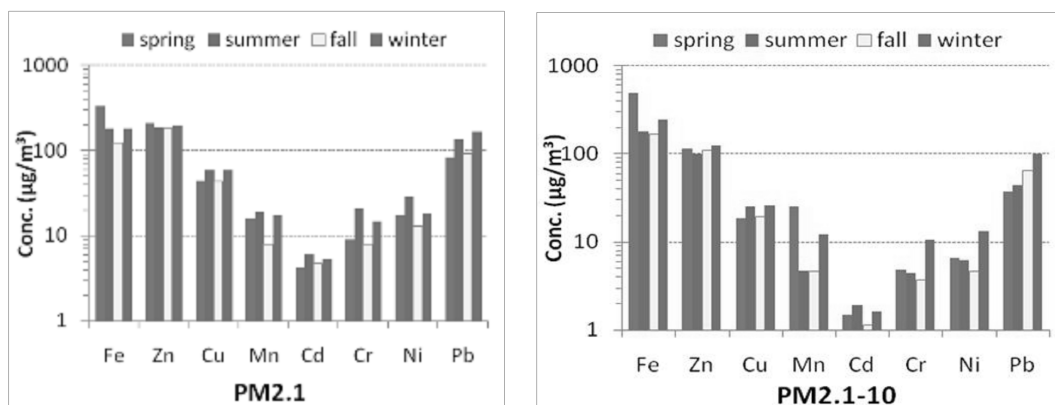 spring summer fall winter
1000
100
10
1
Conc. (µg/m³)
Fe Zn Cu Mn Cd Cr Ni Pb
PM2.1
spring summer fall winter
1000
100
10
1
Conc. (µg/m³)
Fe Zn Cu Mn Cd Cr Ni Pb
PM2.1-10